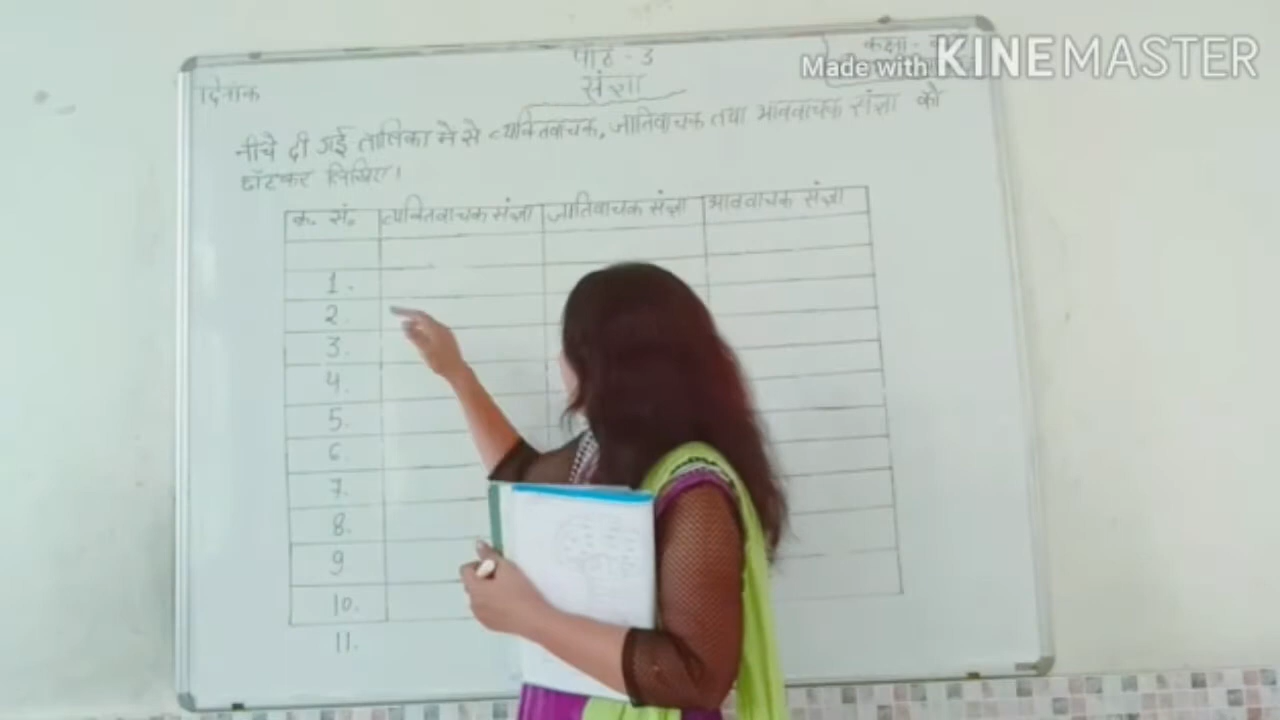 पाठ - 3
कक्षा -
Made with KINEMASTER
संज्ञा
दिनांक
नीचे दी गई तालिका में से व्यक्तिवाचक, जातिवाचक तथा भाववाचक संज्ञा को
छाँटकर लिखिए।
क्र. सं. व्यक्तिवाचक संज्ञा जातिवाचक संज्ञा भाववाचक संज्ञा
1.
2.
3.
4.
5.
6.
7.
8.
9
10.
11.